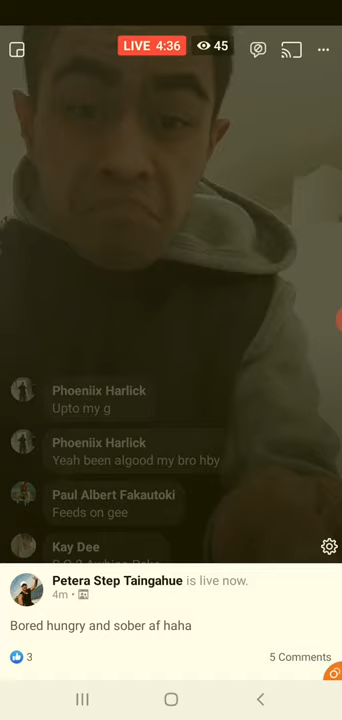 LIVE 4:36 45
Phoeniix Harlick
Upto my g
Phoeniix Harlick
Yeah been algood my bro hby
Paul Albert Fakautoki
Feeds on gee
Kay Dee
Petera Step Taingahue is live now.
4m
Bored hungry and sober af haha
3 5 Comments